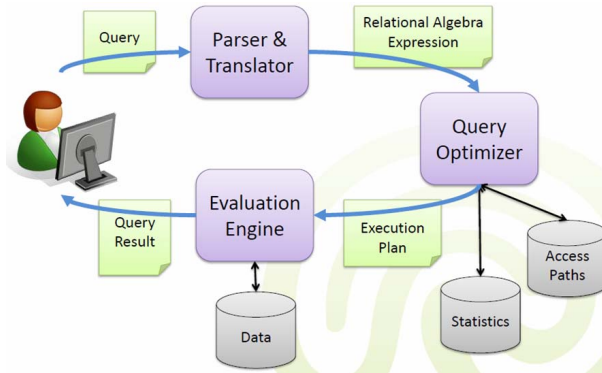 Query
Parser &
Translator
Relational Algebra
Expression
Query
Optimizer
Evaluation
Engine
Query
Result
Execution
Plan
Access
Paths
Statistics
Data